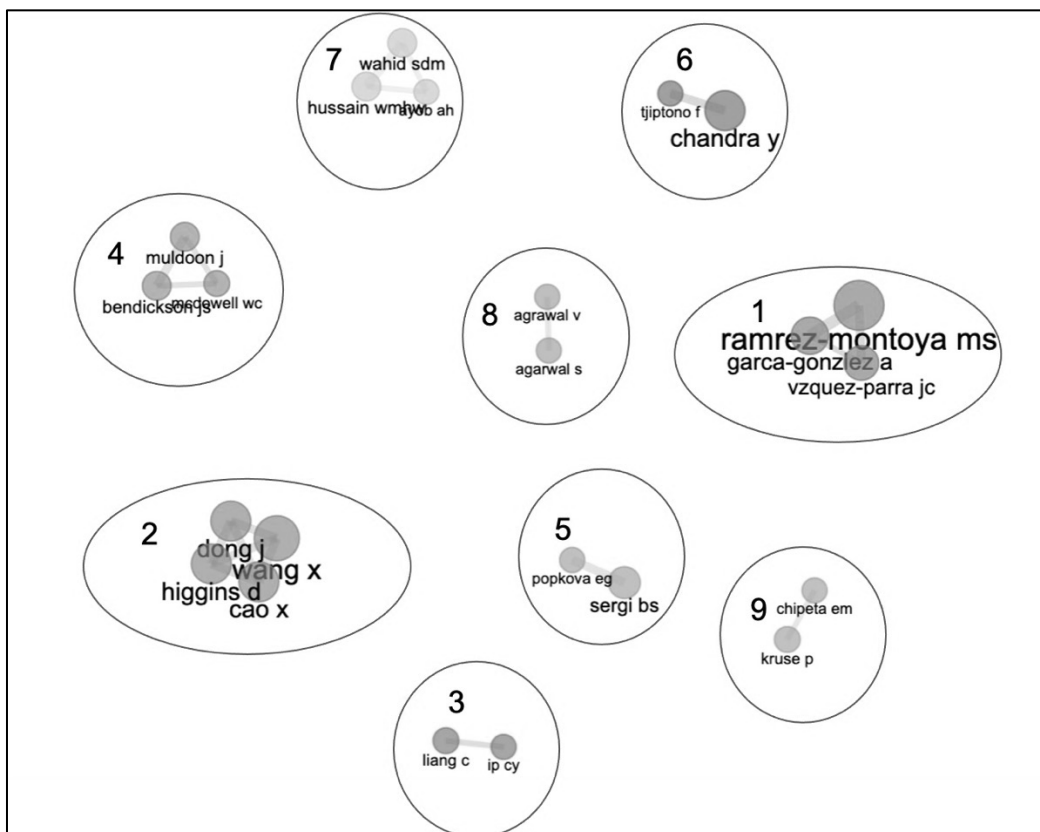 7
wahid sdm
hussain wmhw
ayob ah
6
tjiptono f
chandra y
4
muldoon j
bendickson js
mcdowell wc
8
agrawal v
agarwal s
1
ramrez-montoya ms
garca-gonzlez a
vzquez-parra jc
2
dong j
wang x
higgins d
cao x
5
popkova eg
sergi bs
9
chipeta em
kruse p
3
liang c
ip cy